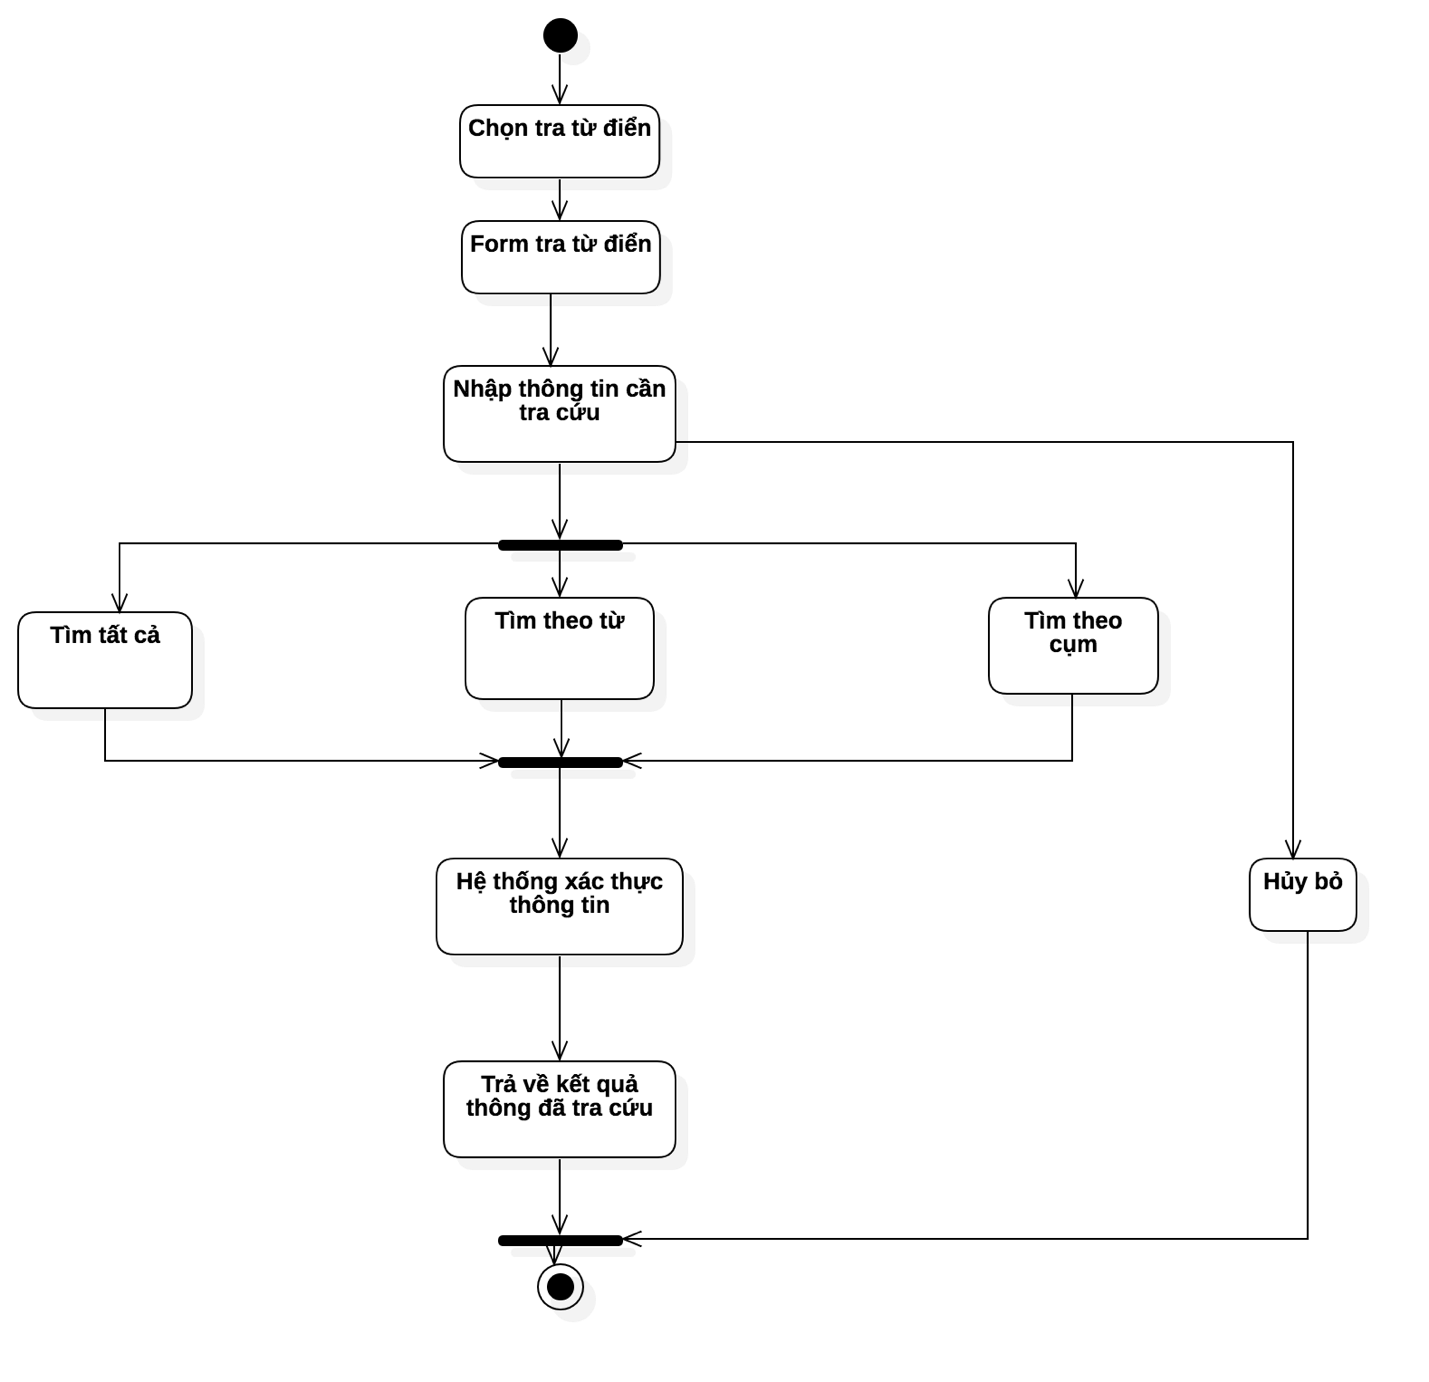 Chọn tra từ điển
Form tra từ điển
Nhập thông tin cần
tra cứu
Tìm tất cả
Tìm theo từ
Tìm theo
cụm
Hệ thống xác thực
thông tin
Hủy bỏ
Trả về kết quả
thông đã tra cứu